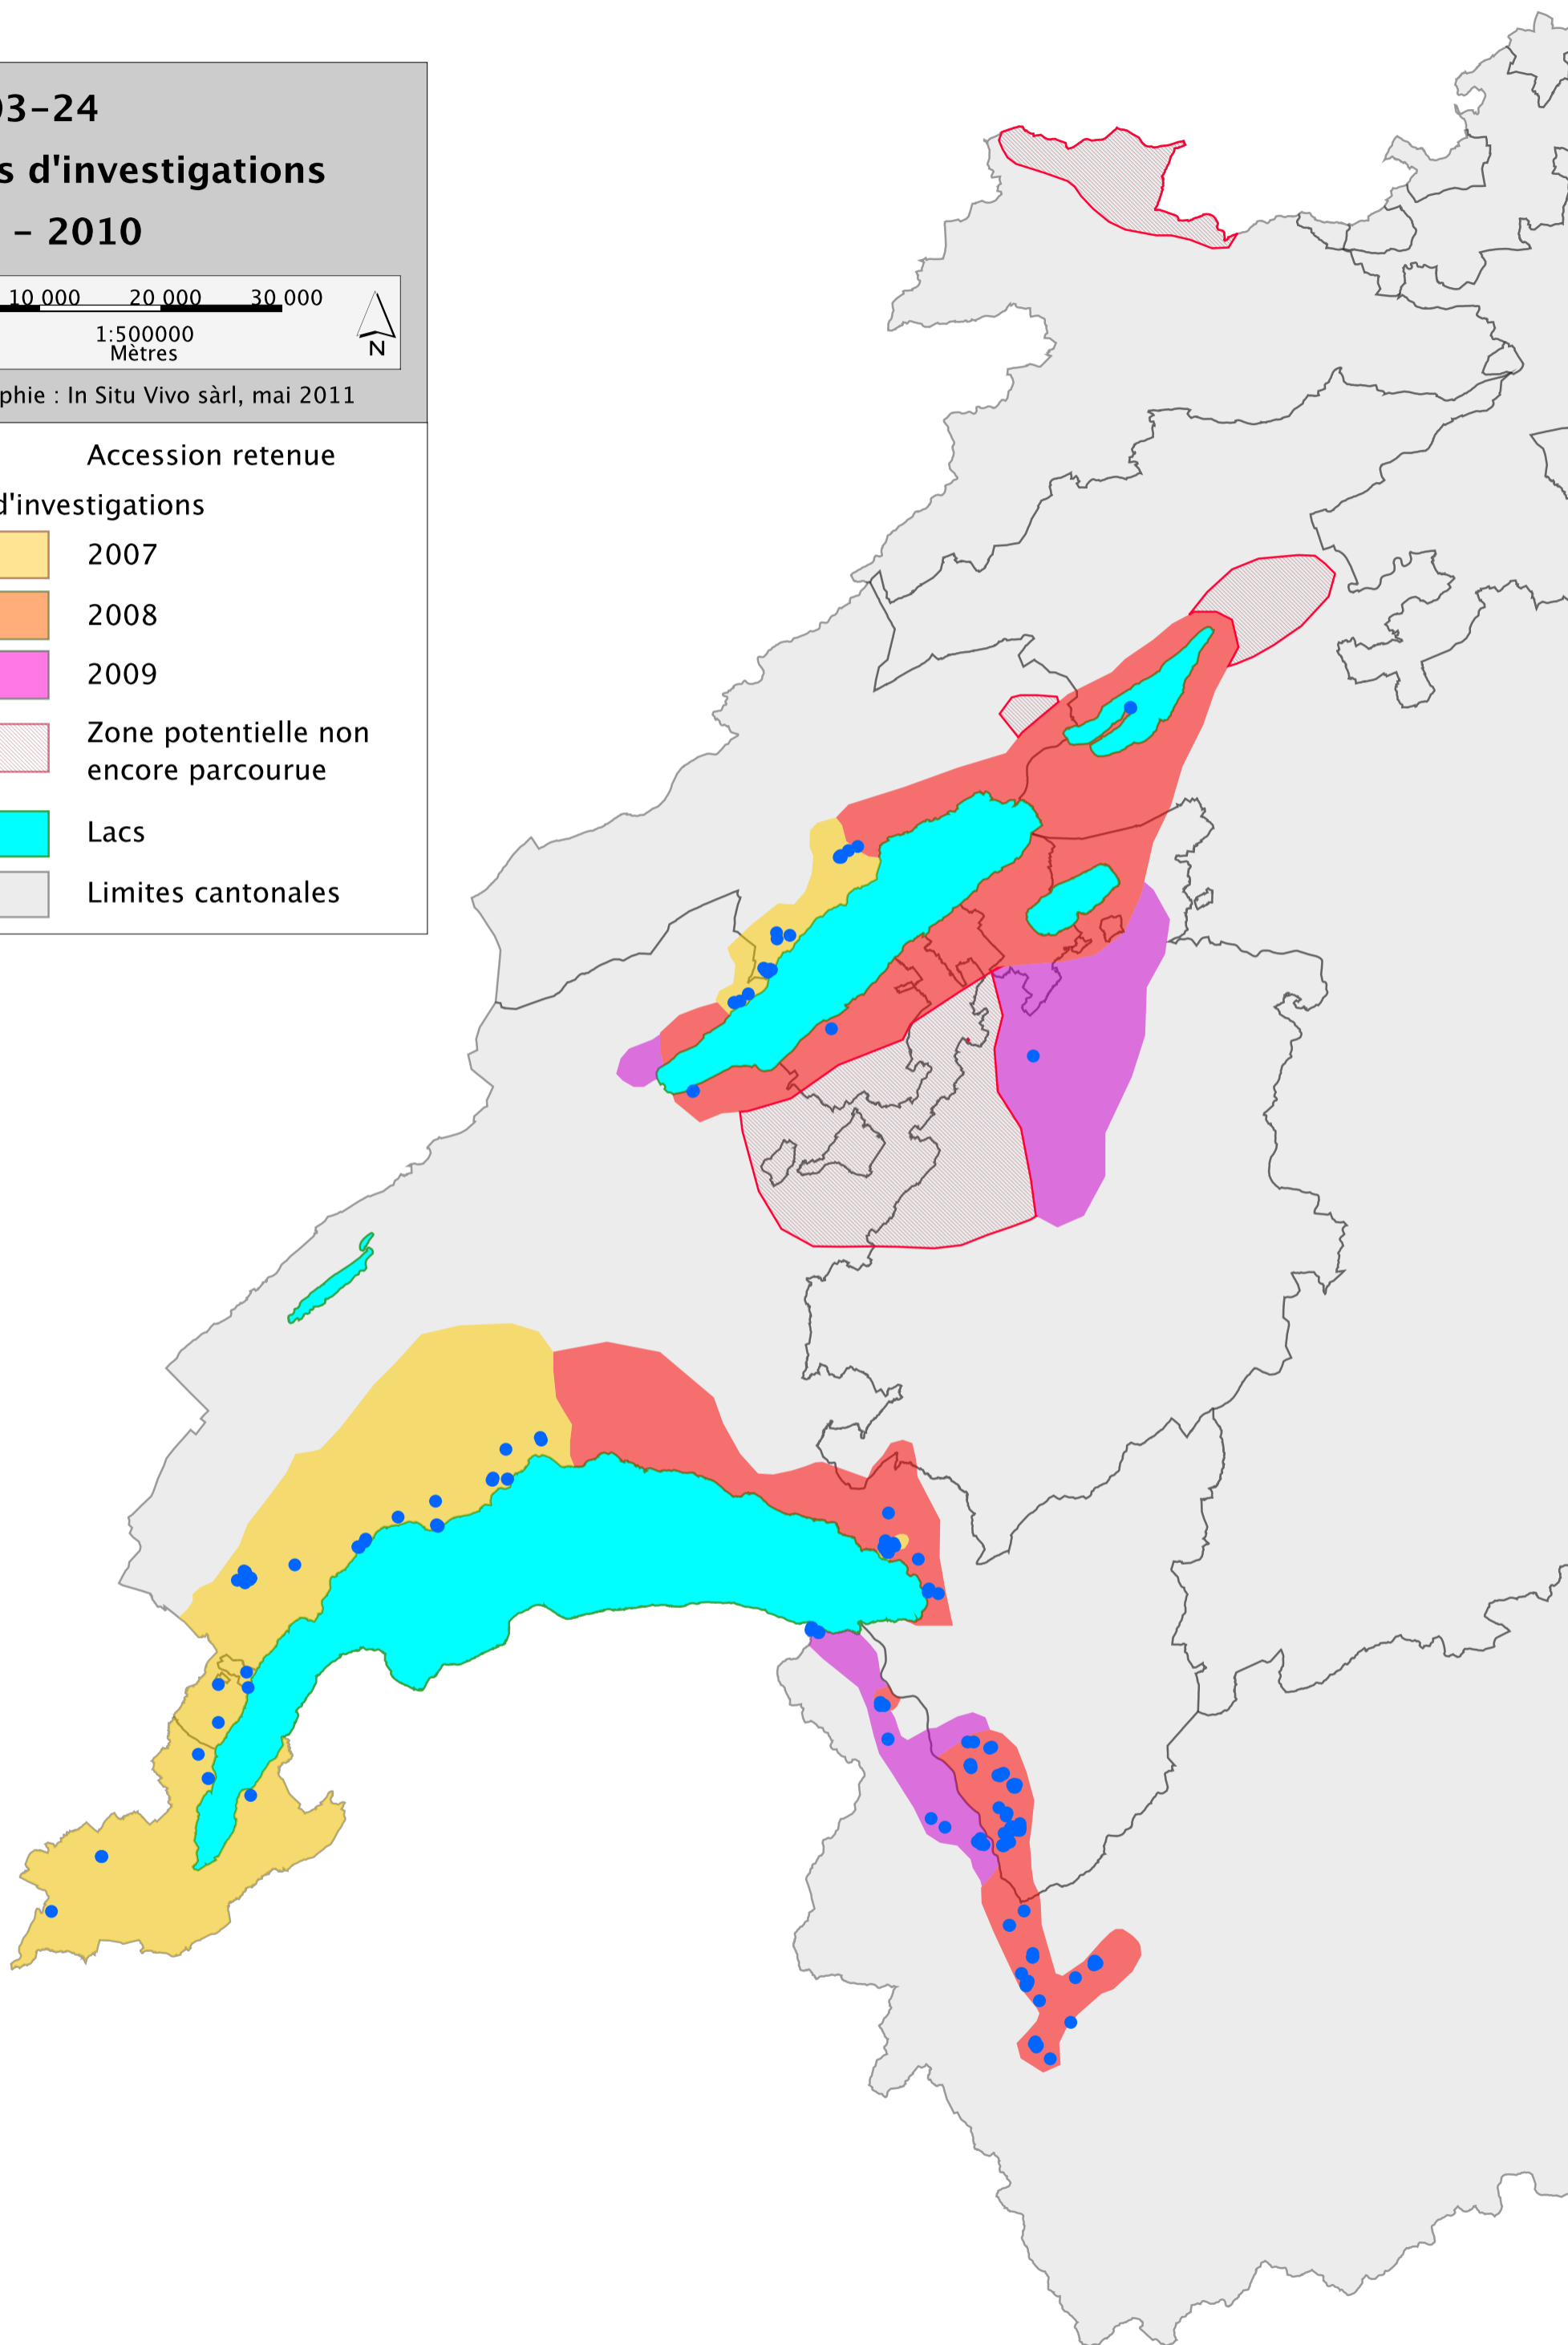 03-24
s d'investigations
- 2010
10 000 20 000 30 000
1:500000
Mètres
N
phie : In Situ Vivo sàrl, mai 2011
Accession retenue
d'investigations
2007
2008
2009
Zone potentielle non
encore parcourue
Lacs
Limites cantonales